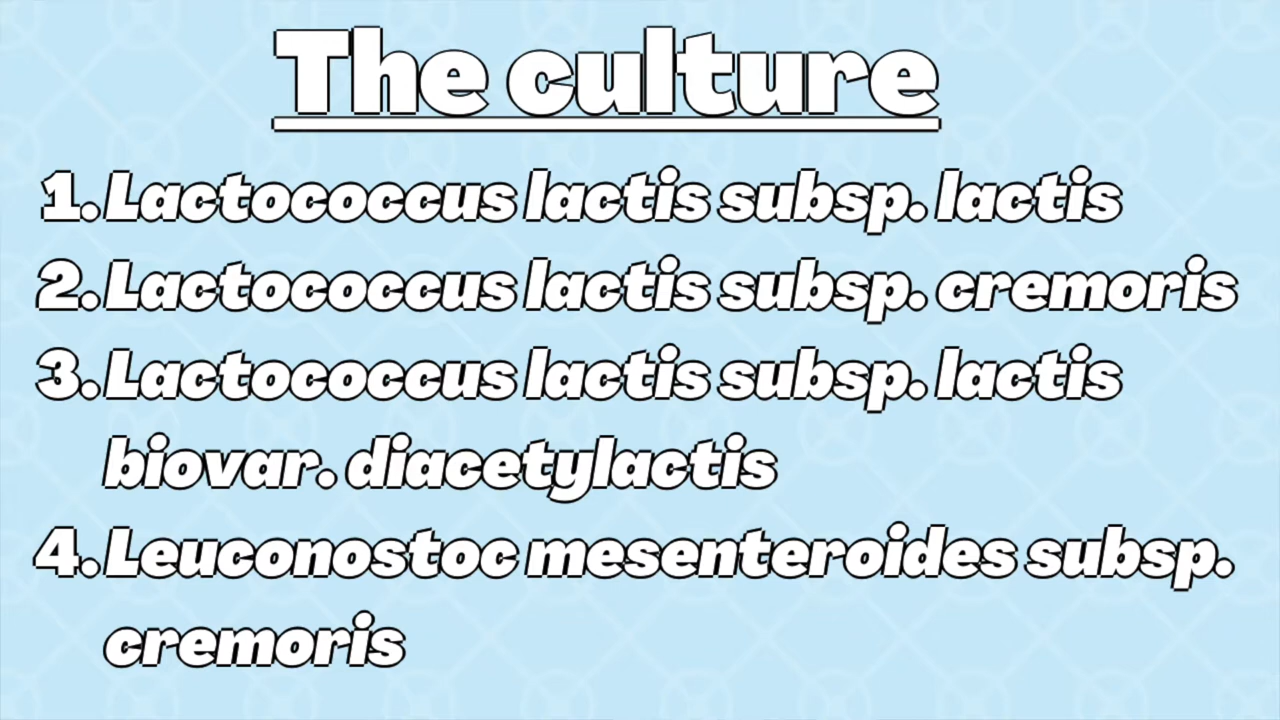 The culture
1. Lactococcus lactis subsp. lactis
2. Lactococcus lactis subsp. cremoris
3. Lactococcus lactis subsp. lactis
biovar. diacetylactis
4. Leuconostoc mesenteroides subsp.
cremoris